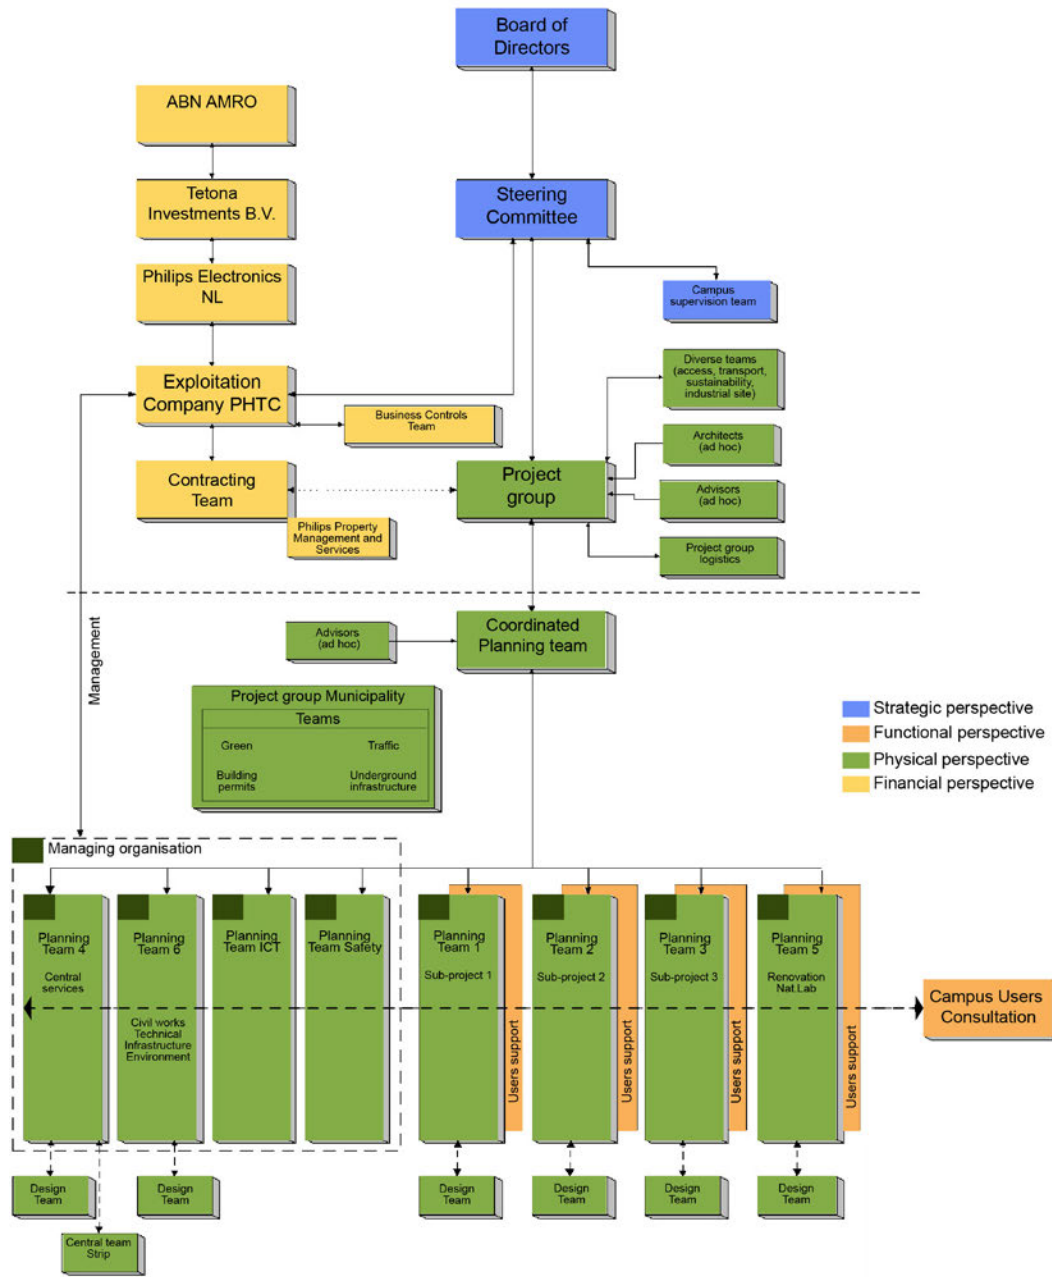 Board of
Directors
ABN AMRO
Tetona
Investments B.V.
Steering
Committee
Philips Electronics
NL
Campus
supervision team
Diverse teams
(access, transport,
sustainability,
industrial site)
Exploitation
Company PHTC
Business Controls
Team
Architects
(ad hoc)
Contracting
Team
Project
group
Advisors
(ad hoc)
Philips Property
Management and
Services
Project group
logistics
Management
Advisors
(ad hoc)
Coordinated
Planning team
Project group Municipality
Teams
Green
Traffic
Building
permits
Underground
infrastructure
Strategic perspective
Functional perspective
Physical perspective
Financial perspective
Managing organisation
Planning
Team 4
Central
services
Planning
Team 6
Civil works
Technical
Infrastructure
Environment
Planning
Team ICT
Planning
Team Safety
Planning
Team 1
Sub-project 1
Users support
Planning
Team 2
Sub-project 2
Users support
Planning
Team 3
Sub-project 3
Users support
Planning
Team 5
Renovation
Nat.Lab
Users support
Campus Users
Consultation
Design
Team
Design
Team
Design
Team
Design
Team
Design
Team
Design
Team
Central team
Strip